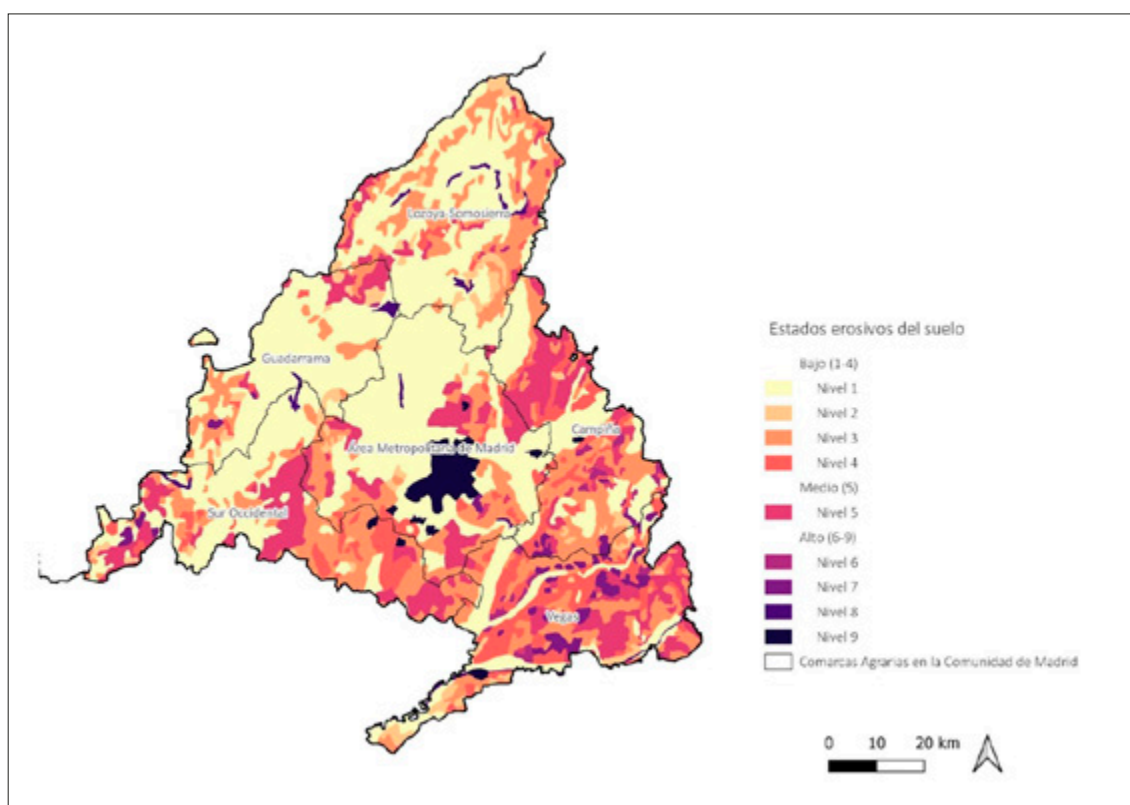 Lozoya-Somosierra
Guadarrama
Campiña
Área Metropolitana de Madrid
Sur Occidental
Vegas
Estados erosivos del suelo
Bajo (1-4)
Nivel 1
Nivel 2
Nivel 3
Nivel 4
Medio (5)
Nivel 5
Alto (6-9)
Nivel 6
Nivel 7
Nivel 8
Nivel 9
Comarcas Agrarias en la Comunidad de Madrid
0 10 20 km